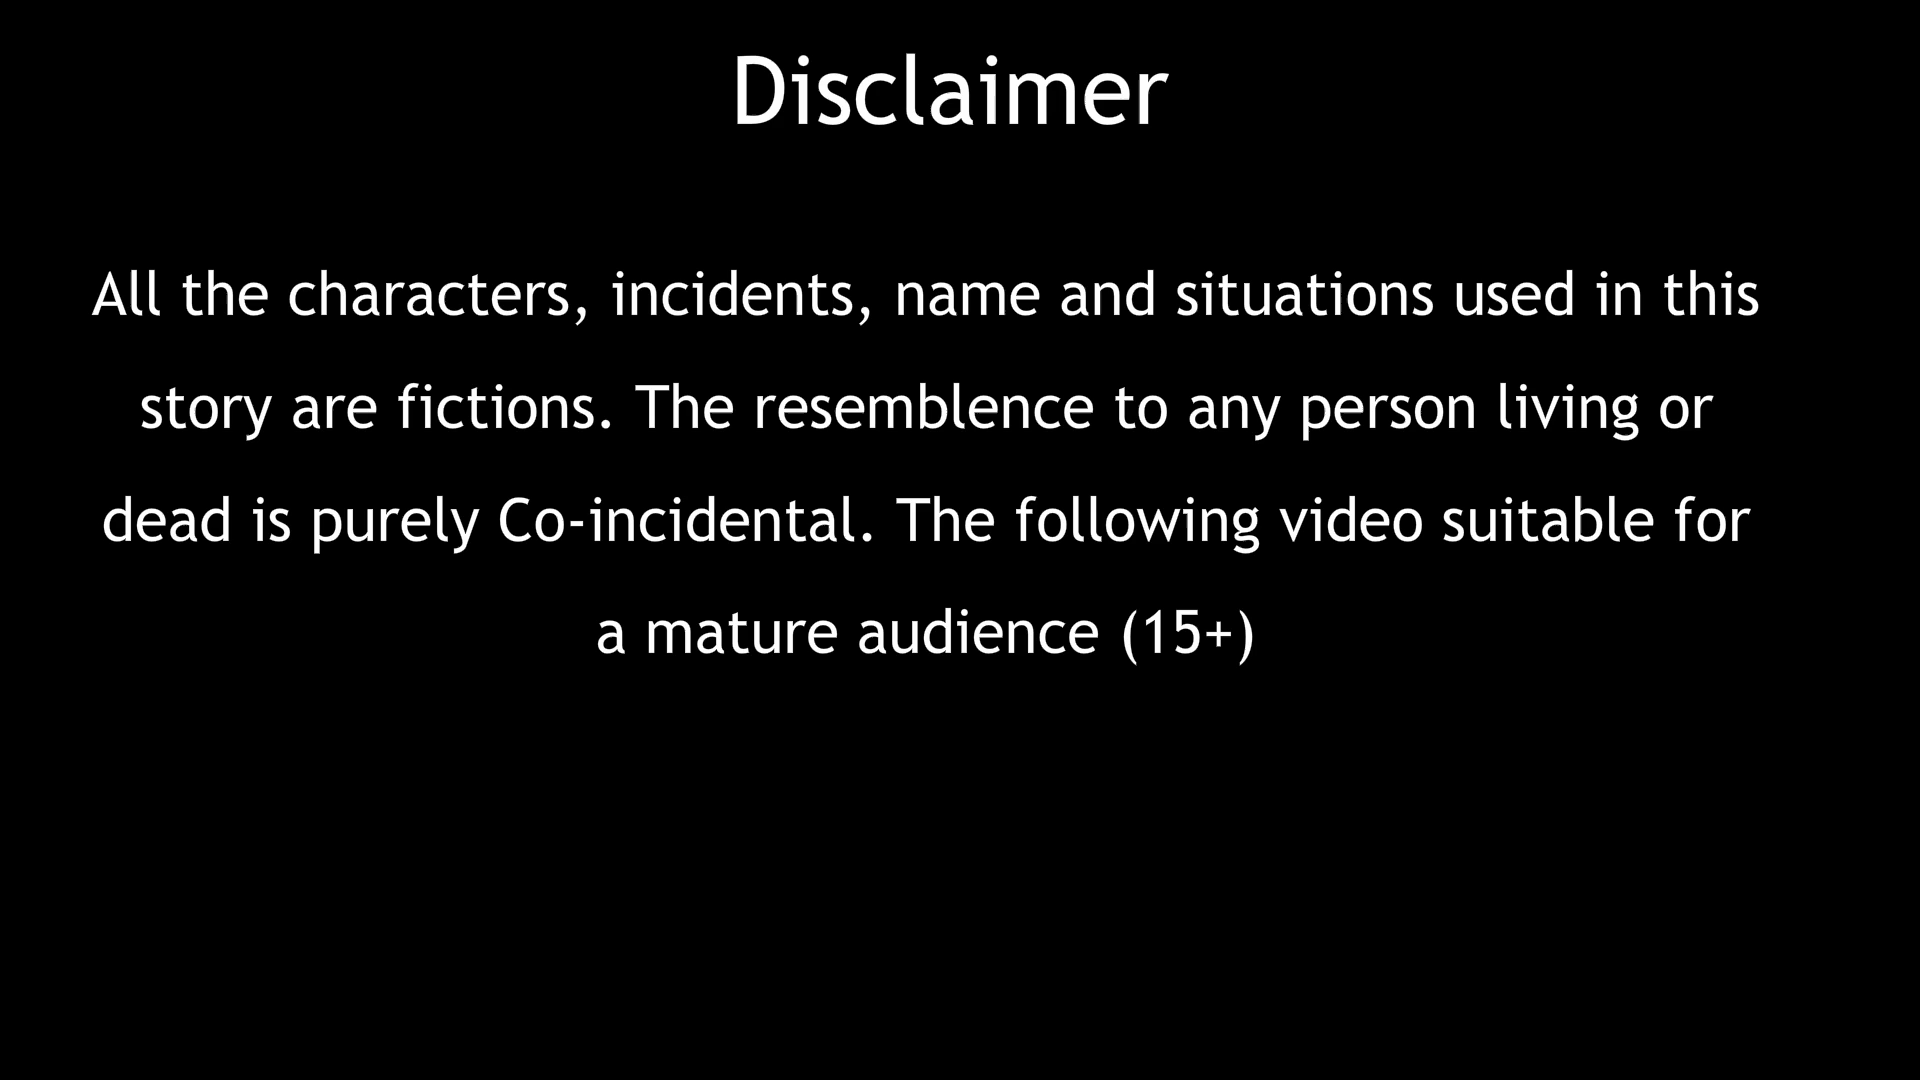 Disclaimer
All the characters, incidents, name and situations used in this
story are fictions. The resemblence to any person living or
dead is purely Co-incidental. The following video suitable for
a mature audience (15+)